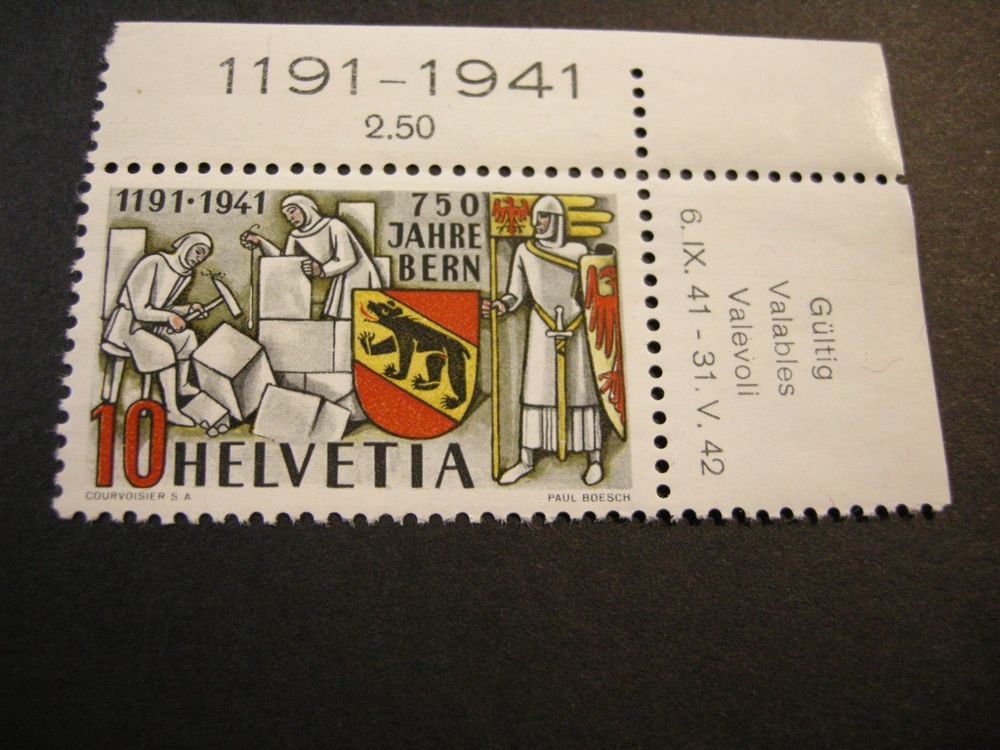 1191-1941
2.50
1191·1941
750
JAHRE
BERN
10 HELVETIA
COURVOISIER S.A.
PAUL BOESCH
Gültig
Valables
Valévoli
6. IX. 41 - 31. V. 42